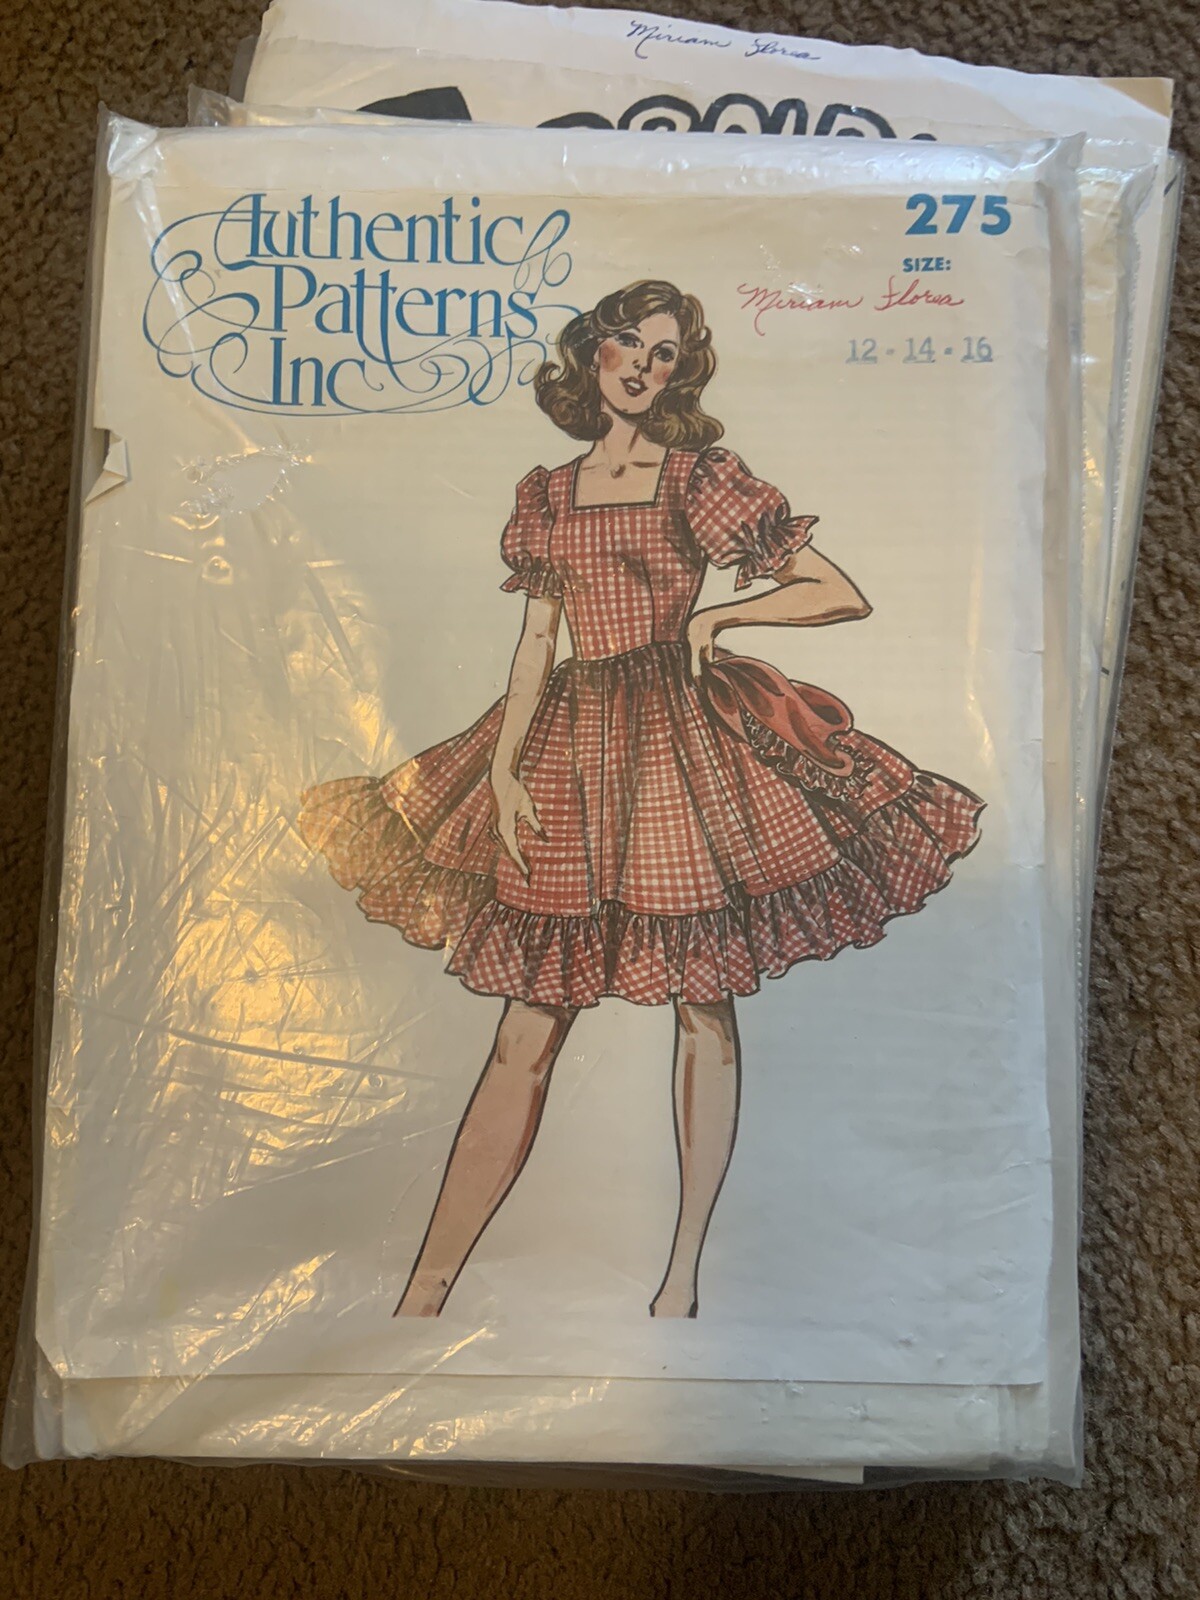 Miriam Florea
Authentic
Patterns
Inc
275
SIZE:
Miriam Florea
12 - 14 - 16